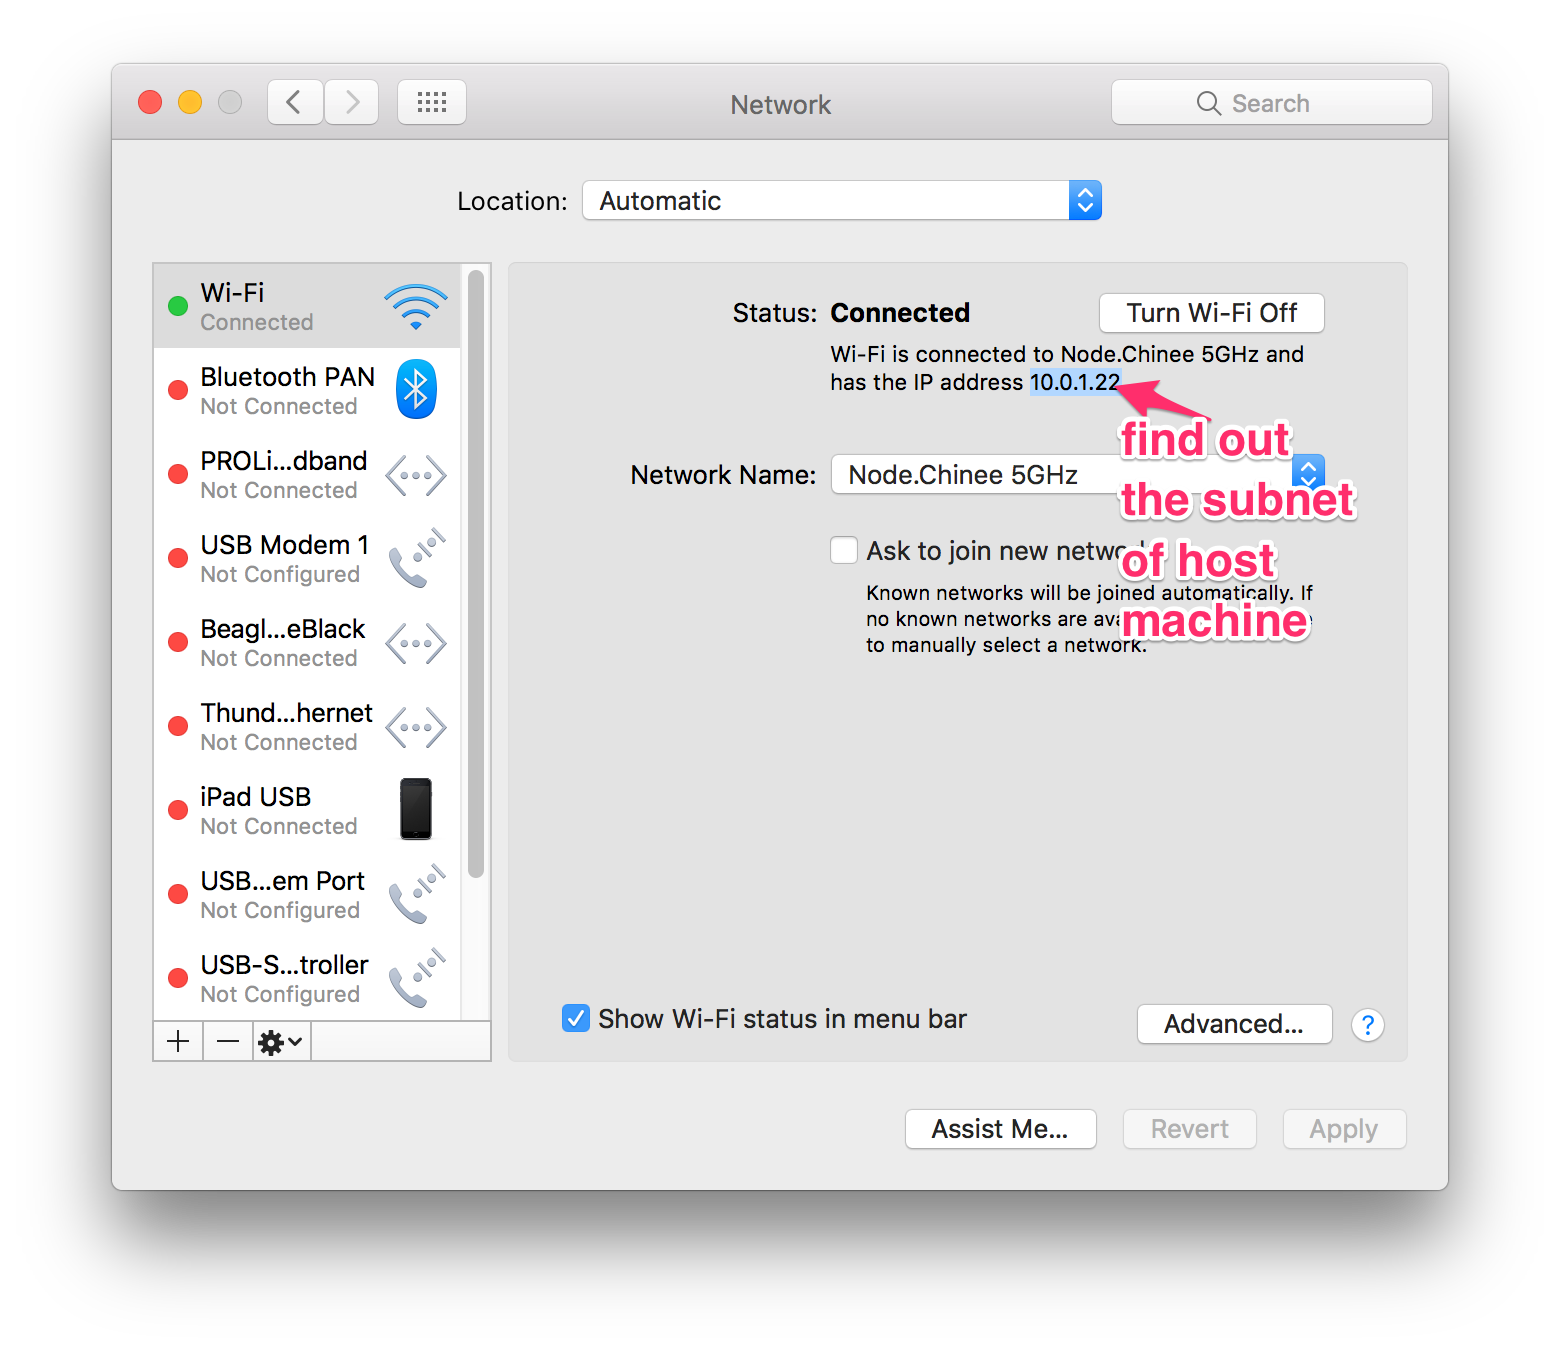 Network
Search
Location:
Automatic
Wi-Fi
Connected
Bluetooth PAN
Not Connected
PROLi...dband
Not Connected
USB Modem 1
Not Configured
Beagl...eBlack
Not Connected
Thund...hernet
Not Connected
iPad USB
Not Connected
USB...em Port
Not Configured
USB-S...troller
Not Configured
Status: Connected
Turn Wi-Fi Off
Wi-Fi is connected to Node.Chinee 5GHz and
has the IP address 10.0.1.22
find out
the subnet
of host
machine
Network Name:
Node.Chinee 5GHz
Ask to join new
Known networks will be joined automatically. If
no known networks are
to manually select a network.
Show Wi-Fi status in menu bar
Advanced...
?
Assist Me...
Revert
Apply